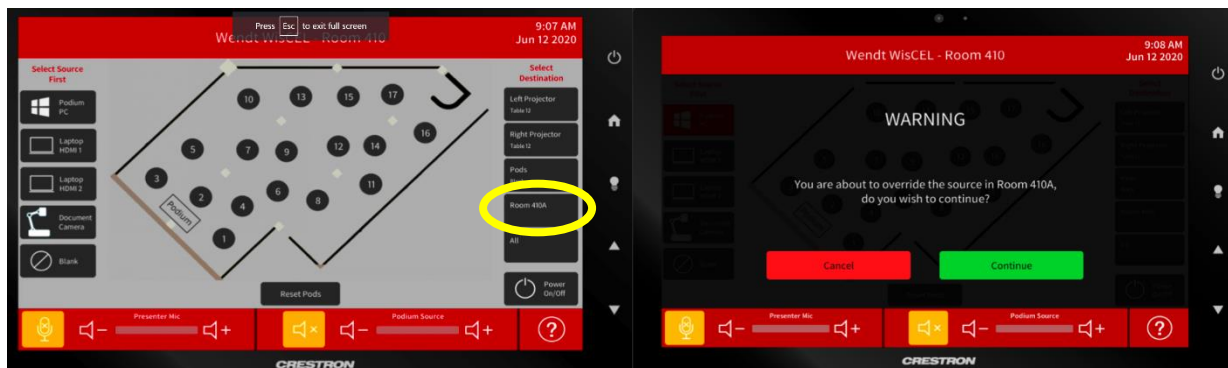 Press Esc to exit full screen
Wendt WisCEL - Room 410
9:07 AM
Jun 12 2020
Select Source
First
Podium
PC
Laptop
HDMI 1
Laptop
HDMI 2
Document
Camera
Blank
10
13
15
17
16
5
7
9
12
14
3
2
4
6
8
11
1
Podium
Reset Pods
Select
Destination
Left Projector
Table 12
Right Projector
Table 12
Pods
Room 410A
All
Power
On/Off
Presenter Mic
Podium Source
?
CRESTRON
Wendt WisCEL - Room 410
9:08 AM
Jun 12 2020
WARNING
You are about to override the source in Room 410A,
do you wish to continue?
Cancel
Continue
Presenter Mic
Podium Source
?
CRESTRON